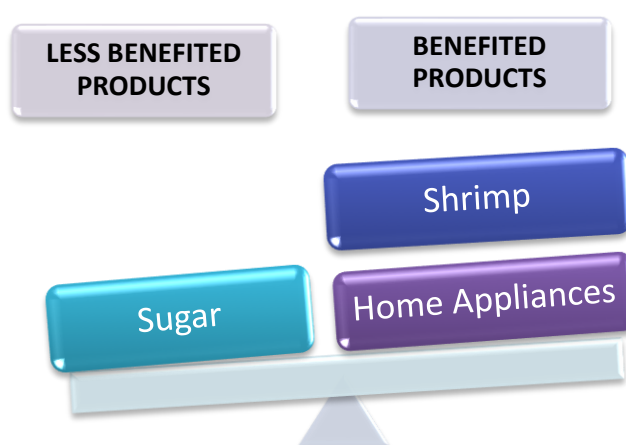 LESS BENEFITED
PRODUCTS
BENEFITED
PRODUCTS
Shrimp
Sugar
Home Appliances